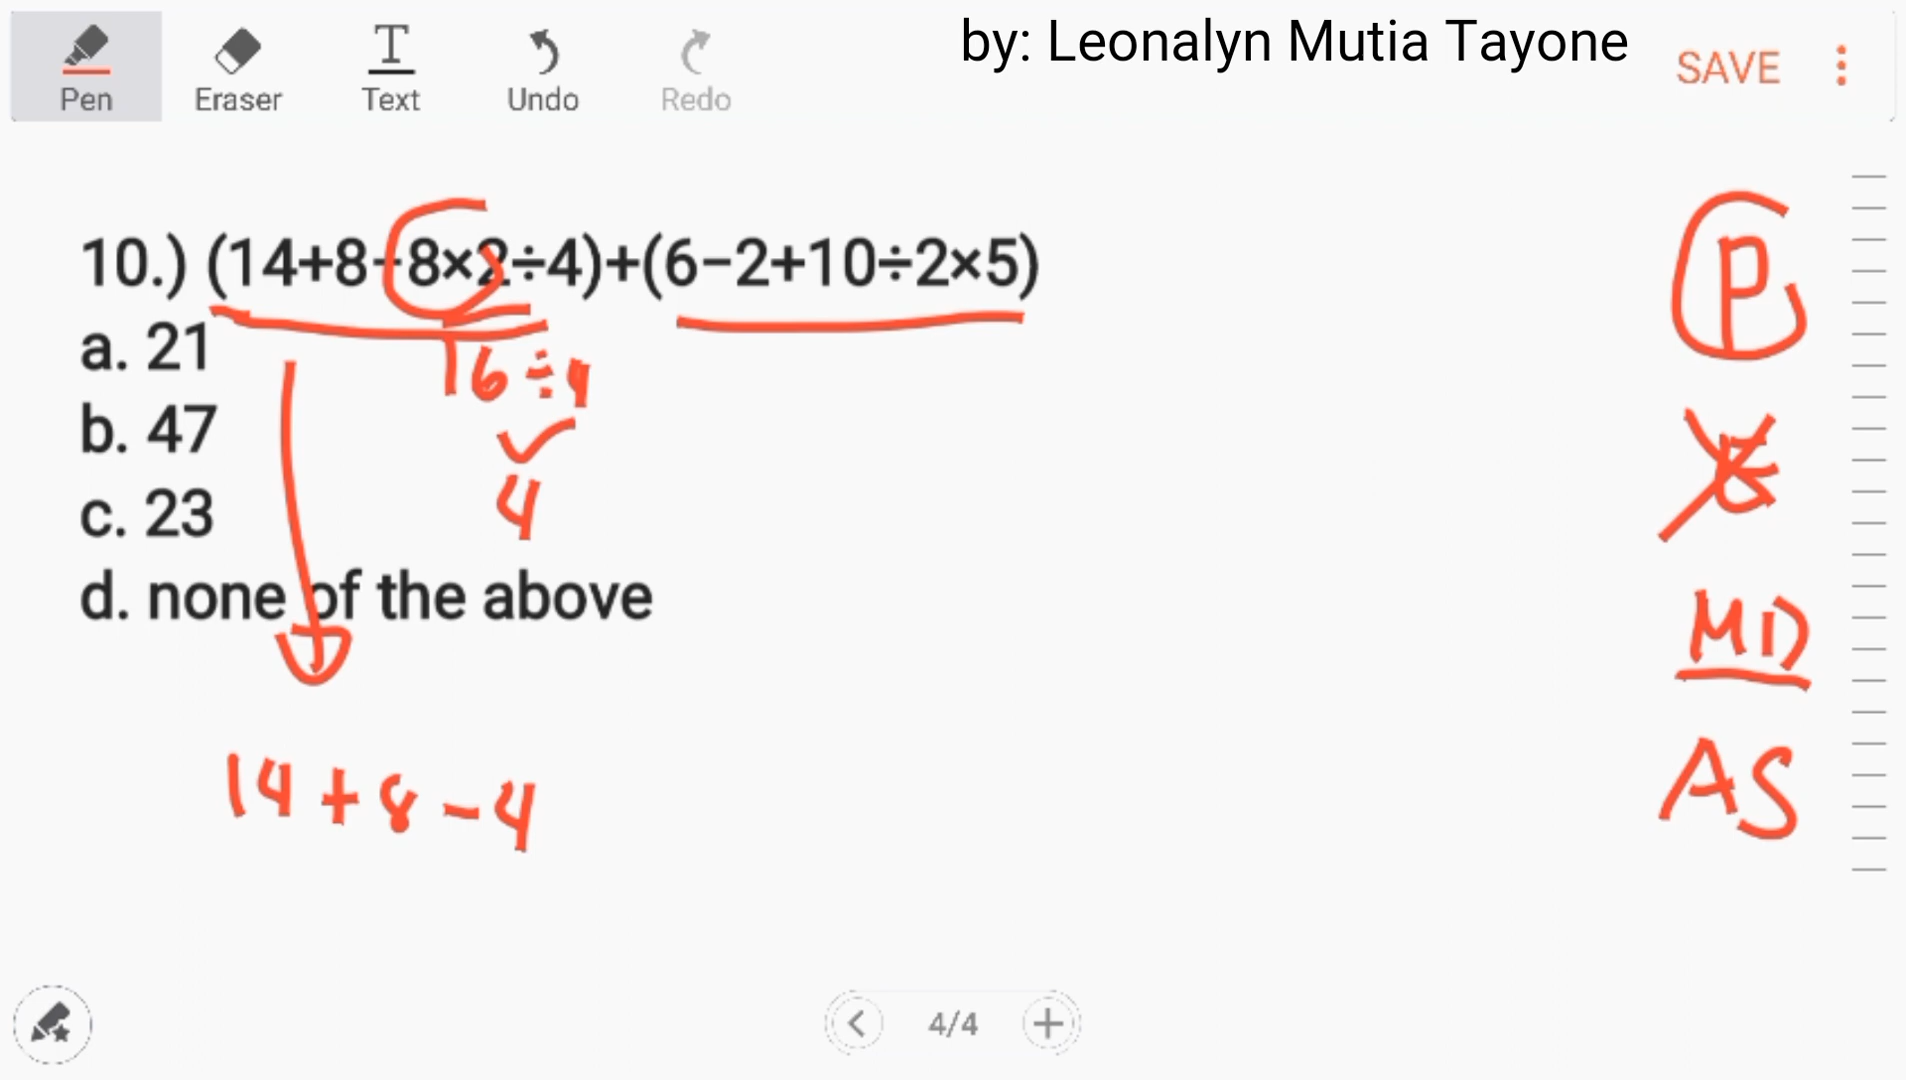 by: Leonalyn Mutia Tayone
Pen Eraser Text Undo Redo SAVE
10.) (14+8−8×2÷4)+(6−2+10÷2×5)
a. 21
16÷4
b. 47
4
c. 23
d. none of the above
14+8-4
P
E
MD
AS
4/4